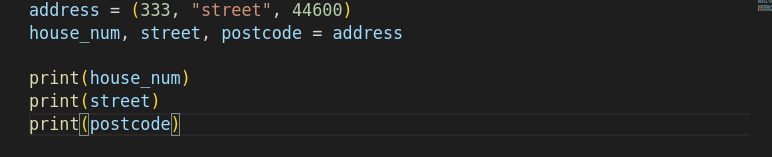 address = (333, "street", 44600)
house_num, street, postcode = address
print(house_num)
print(street)
print(postcode)